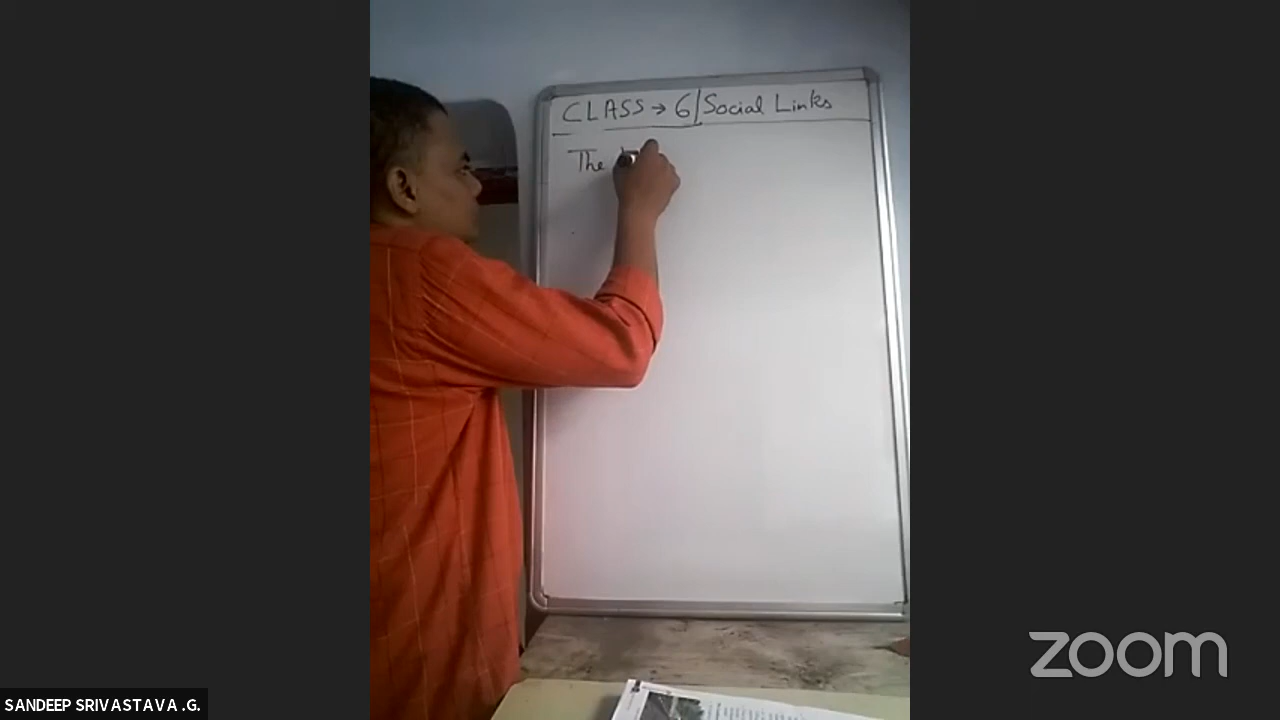 CLASS → 6/Social Links
The
zoom
SANDEEP SRIVASTAVA .G.